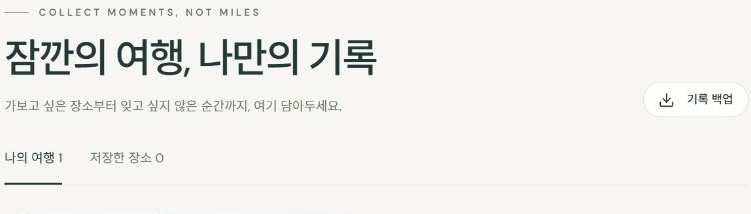 COLLECT MOMENTS, NOT MILES
잠깐의 여행, 나만의 기록
가보고 싶은 장소부터 잊고 싶지 않은 순간까지, 여기 담아두세요.
기록 백업
나의 여행 1 저장한 장소 0